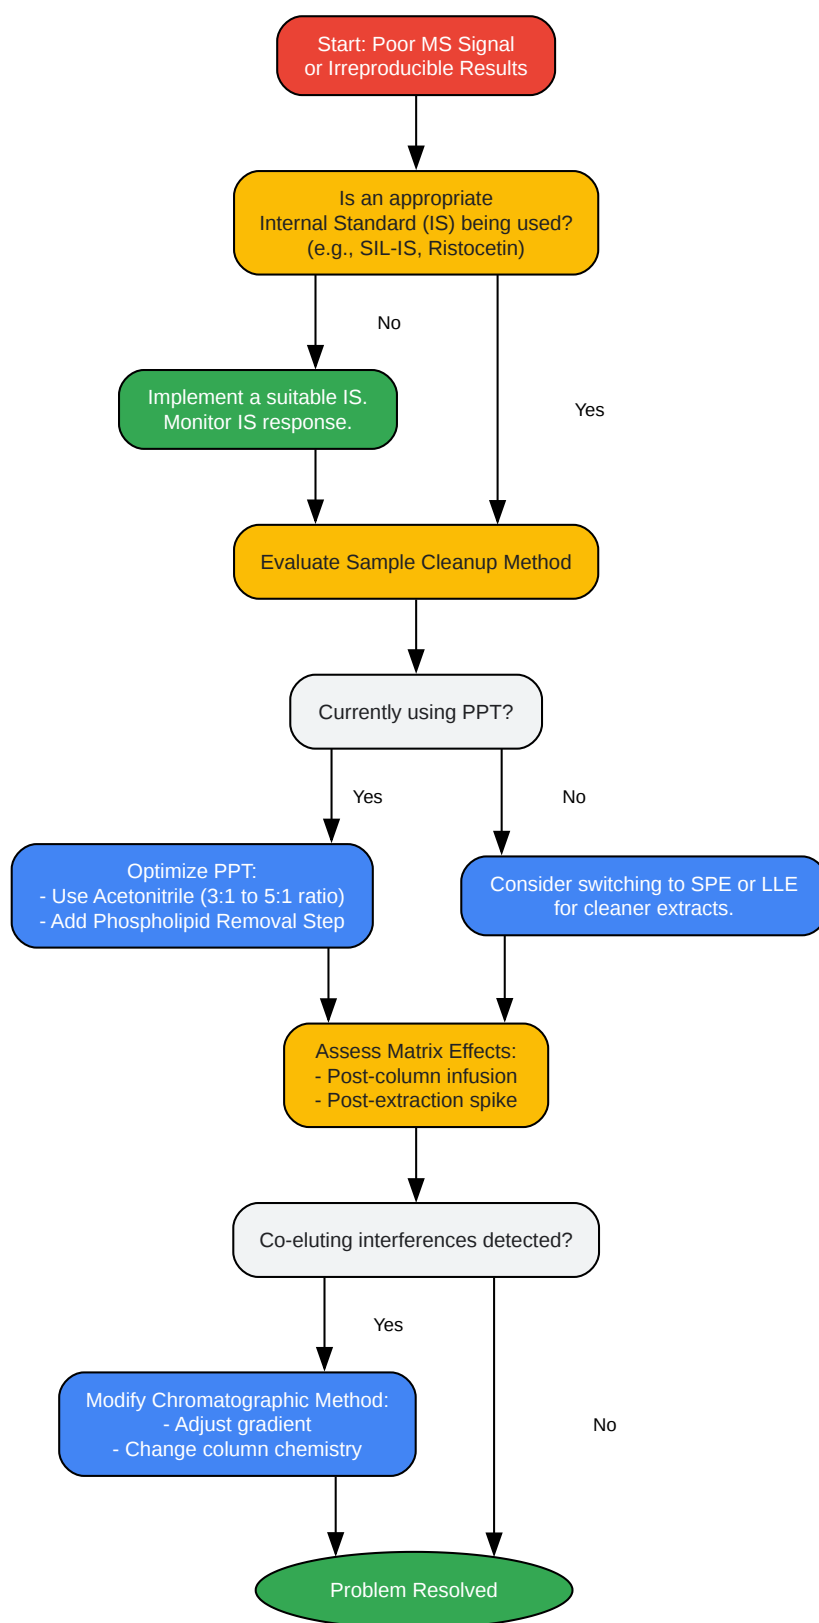 Start: Poor MS Signal
or Irreproducible Results
Is an appropriate
Internal Standard (IS) being used?
(e.g., SIL-IS, Ristocetin)
No
Implement a suitable IS.
Monitor IS response.
Yes
Evaluate Sample Cleanup Method
Currently using PPT?
Yes
No
Optimize PPT:
- Use Acetonitrile (3:1 to 5:1 ratio)
- Add Phospholipid Removal Step
Consider switching to SPE or LLE
for cleaner extracts.
Assess Matrix Effects:
- Post-column infusion
- Post-extraction spike
Co-eluting interferences detected?
Yes
Modify Chromatographic Method:
- Adjust gradient
- Change column chemistry
No
Problem Resolved